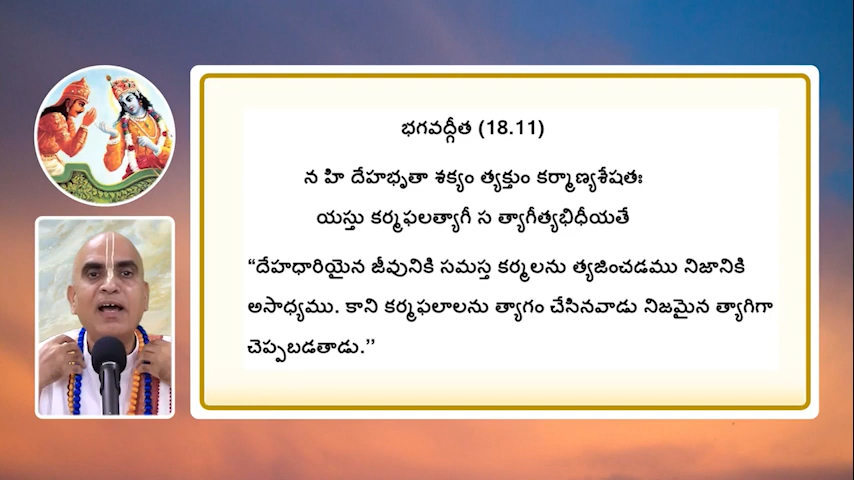 భగవద్గీత (18.11)
న హి దేహభృతా శక్యం త్యక్తుం కర్మాణ్యశేషతః
యస్తు కర్మఫలత్యాగీ స త్యాగీత్యభిధీయతే
“దేహధారియైన జీవునికి సమస్త కర్మలను త్యజించడము నిజానికి
అసాధ్యము. కాని కర్మఫలాలను త్యాగం చేసినవాడు నిజమైన త్యాగిగా
చెప్పబడతాడు.’’